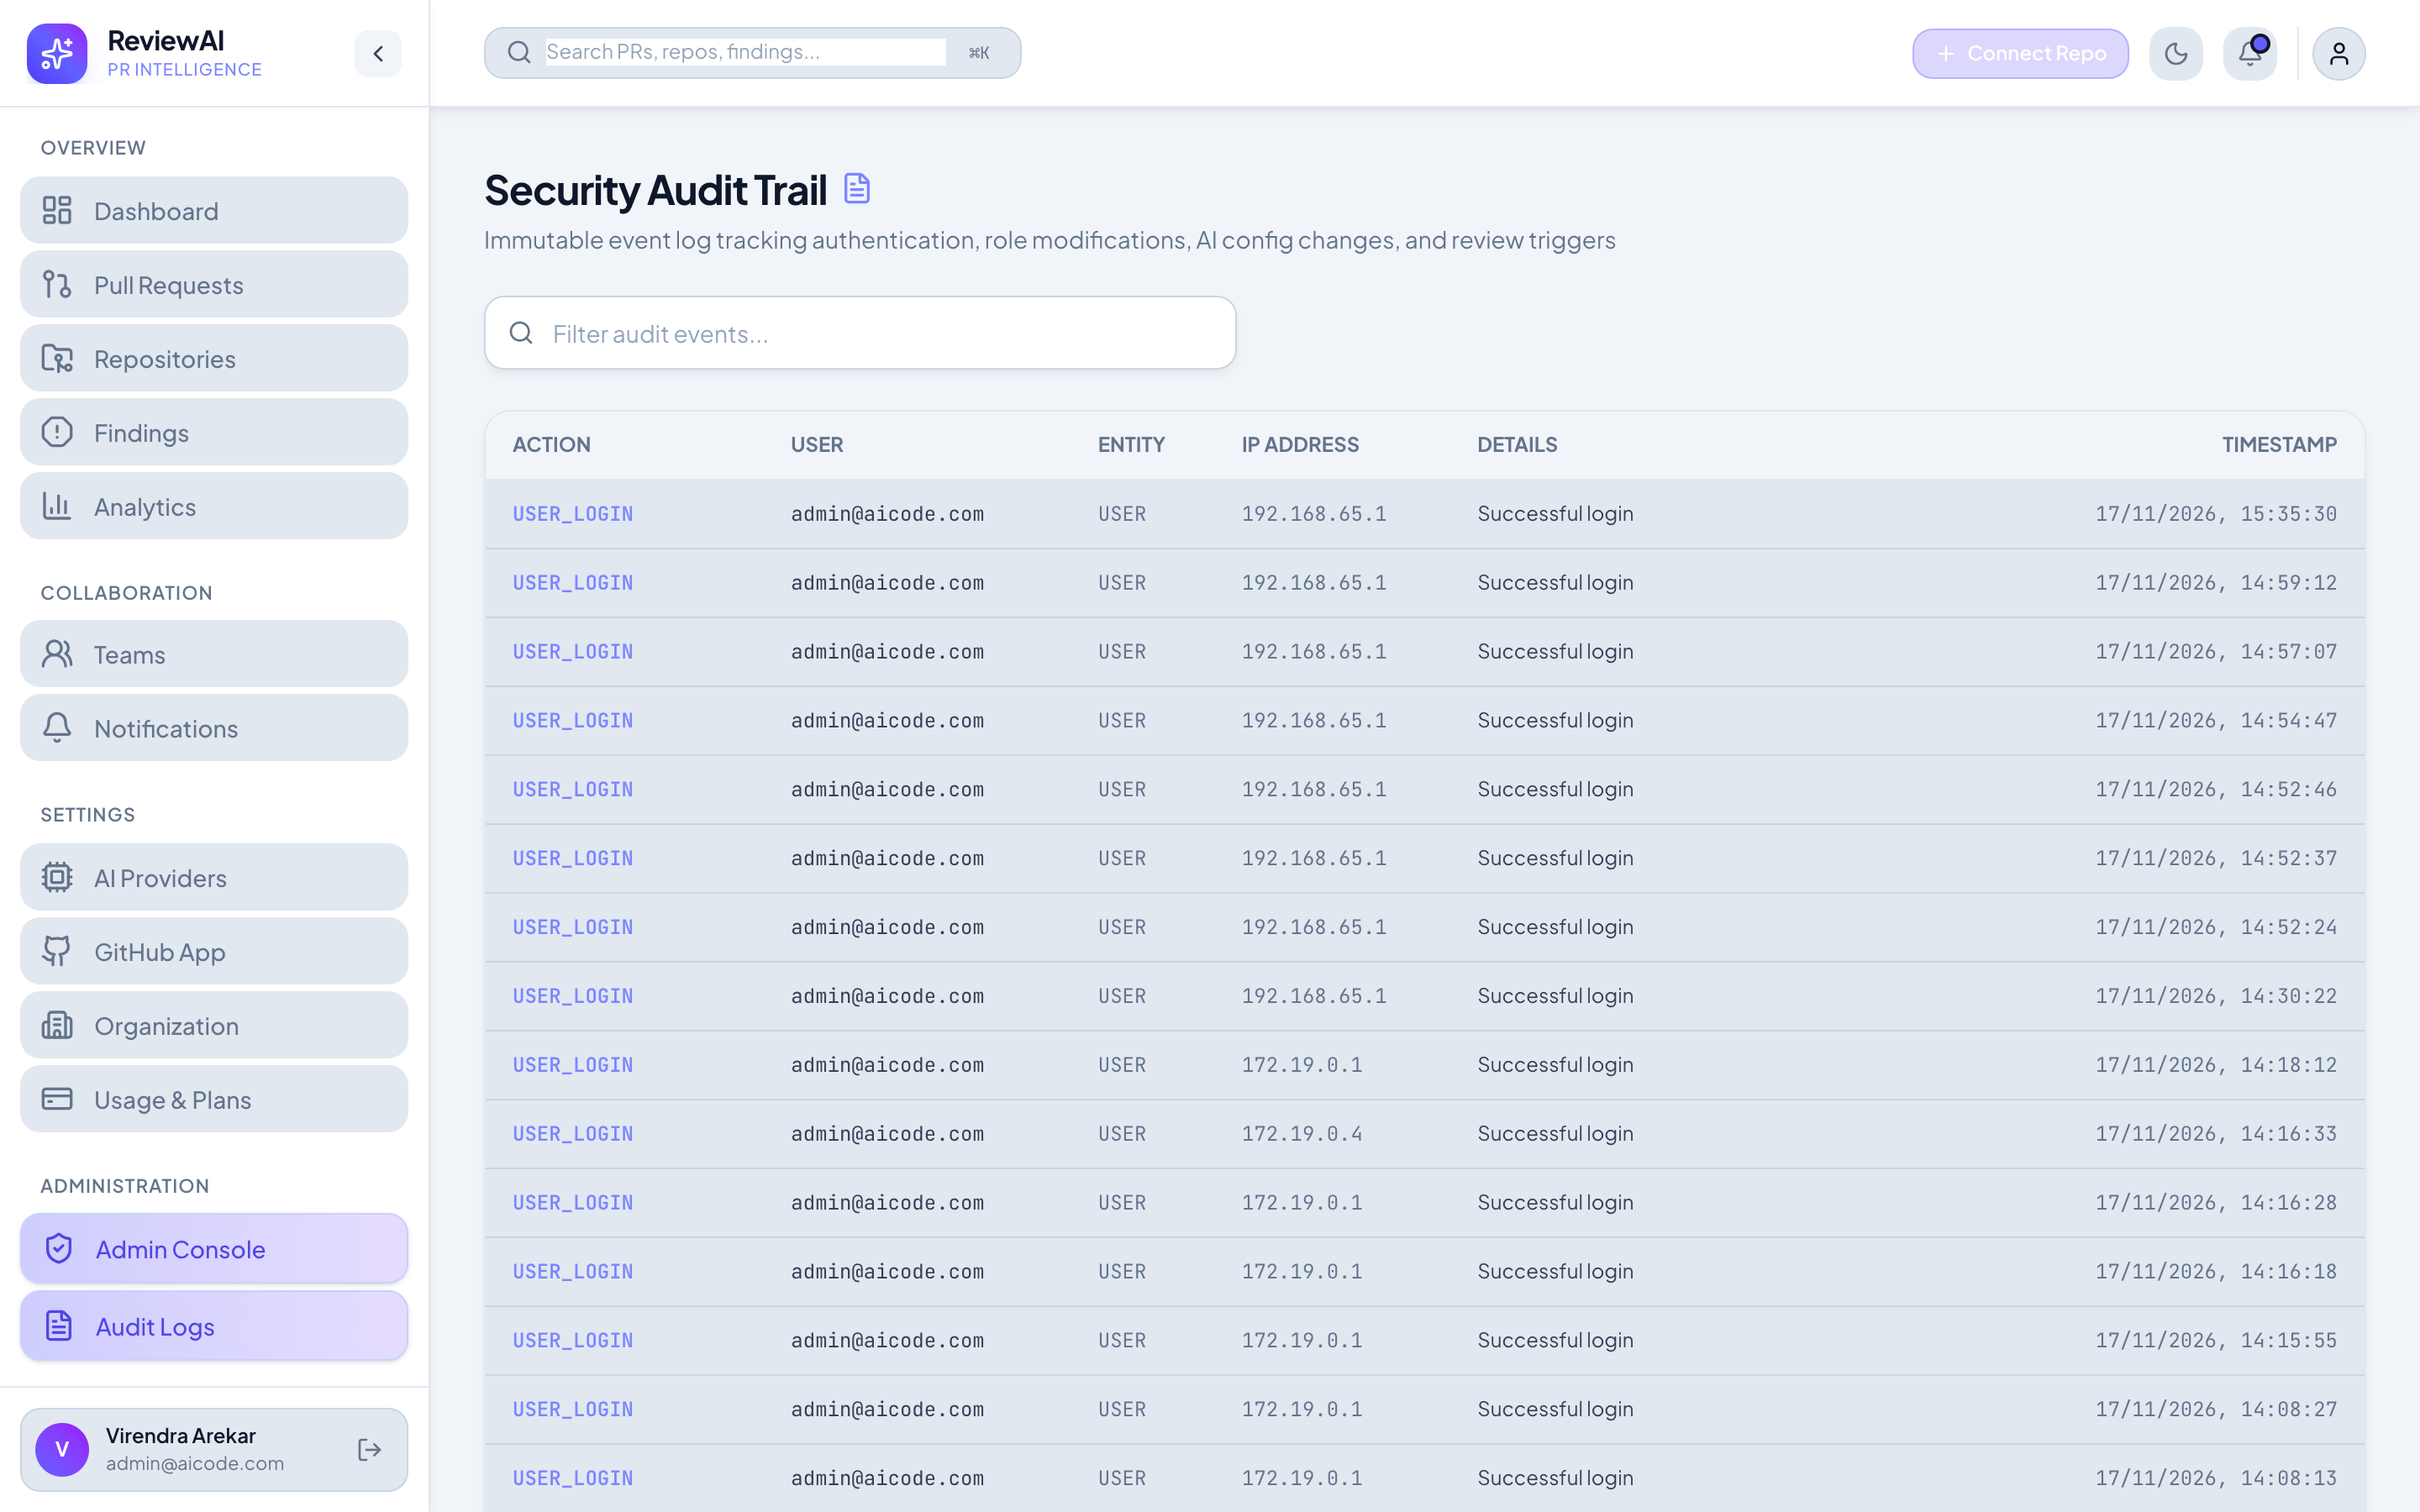 ReviewAI
PR INTELLIGENCE
Search PRs, repos, findings...
⌘K
+ Connect Repo
OVERVIEW
Dashboard
Pull Requests
Repositories
Findings
Analytics
COLLABORATION
Teams
Notifications
SETTINGS
AI Providers
GitHub App
Organization
Usage & Plans
ADMINISTRATION
Admin Console
Audit Logs
V
Virendra Arekar
admin@aicode.com
Security Audit Trail
Immutable event log tracking authentication, role modifications, AI config changes, and review triggers
Filter audit events...
ACTION USER ENTITY IP ADDRESS DETAILS TIMESTAMP
USER_LOGIN admin@aicode.com USER 192.168.65.1 Successful login 17/11/2026, 15:35:30
USER_LOGIN admin@aicode.com USER 192.168.65.1 Successful login 17/11/2026, 14:59:12
USER_LOGIN admin@aicode.com USER 192.168.65.1 Successful login 17/11/2026, 14:57:07
USER_LOGIN admin@aicode.com USER 192.168.65.1 Successful login 17/11/2026, 14:54:47
USER_LOGIN admin@aicode.com USER 192.168.65.1 Successful login 17/11/2026, 14:52:46
USER_LOGIN admin@aicode.com USER 192.168.65.1 Successful login 17/11/2026, 14:52:37
USER_LOGIN admin@aicode.com USER 192.168.65.1 Successful login 17/11/2026, 14:52:24
USER_LOGIN admin@aicode.com USER 192.168.65.1 Successful login 17/11/2026, 14:30:22
USER_LOGIN admin@aicode.com USER 172.19.0.1 Successful login 17/11/2026, 14:18:12
USER_LOGIN admin@aicode.com USER 172.19.0.4 Successful login 17/11/2026, 14:16:33
USER_LOGIN admin@aicode.com USER 172.19.0.1 Successful login 17/11/2026, 14:16:28
USER_LOGIN admin@aicode.com USER 172.19.0.1 Successful login 17/11/2026, 14:16:18
USER_LOGIN admin@aicode.com USER 172.19.0.1 Successful login 17/11/2026, 14:15:55
USER_LOGIN admin@aicode.com USER 172.19.0.1 Successful login 17/11/2026, 14:08:27
USER_LOGIN admin@aicode.com USER 172.19.0.1 Successful login 17/11/2026, 14:08:13